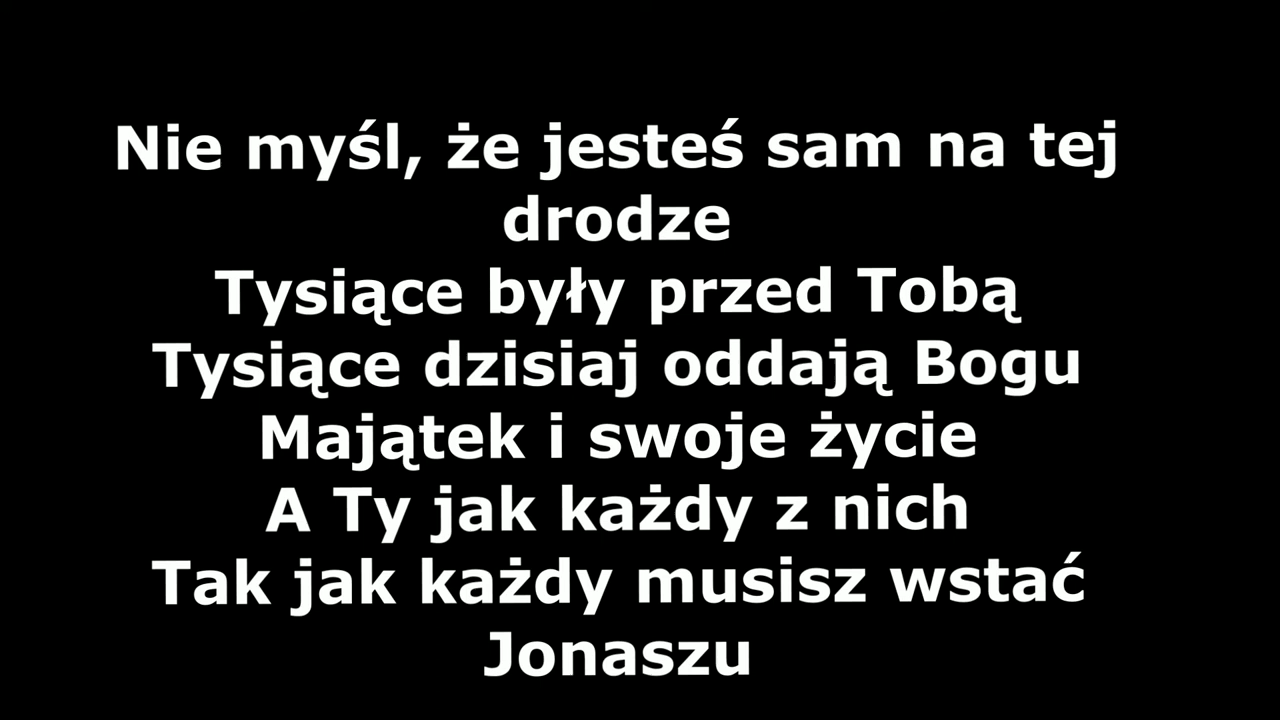 Nie myśl, że jesteś sam na tej
drodze
Tysiące były przed Tobą
Tysiące dzisiaj oddają Bogu
Majątek i swoje życie
A Ty jak każdy z nich
Tak jak każdy musisz wstać
Jonaszu